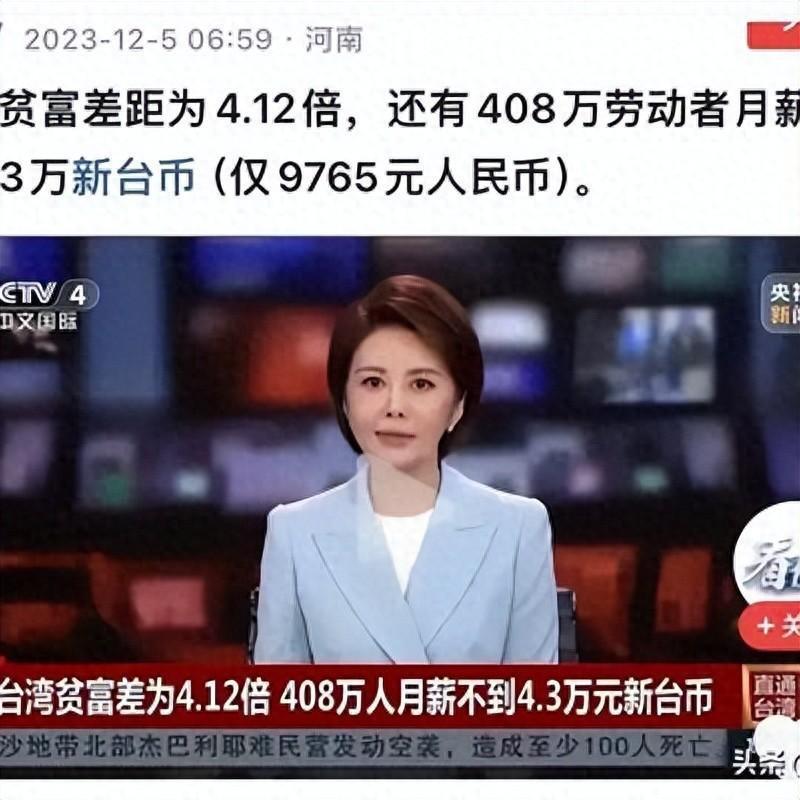 2023-12-5 06:59 · 河南
贫富差距为4.12倍，还有408万劳动者月薪
3万新台币（仅9765元人民币）。
CCTV 4
中文国际
央视
新闻
看
+ 关
台湾贫富差为4.12倍 408万人月薪不到4.3万元新台币
直通
台湾
沙地带北部杰巴利耶难民营发动空袭，造成至少100人死亡
头条